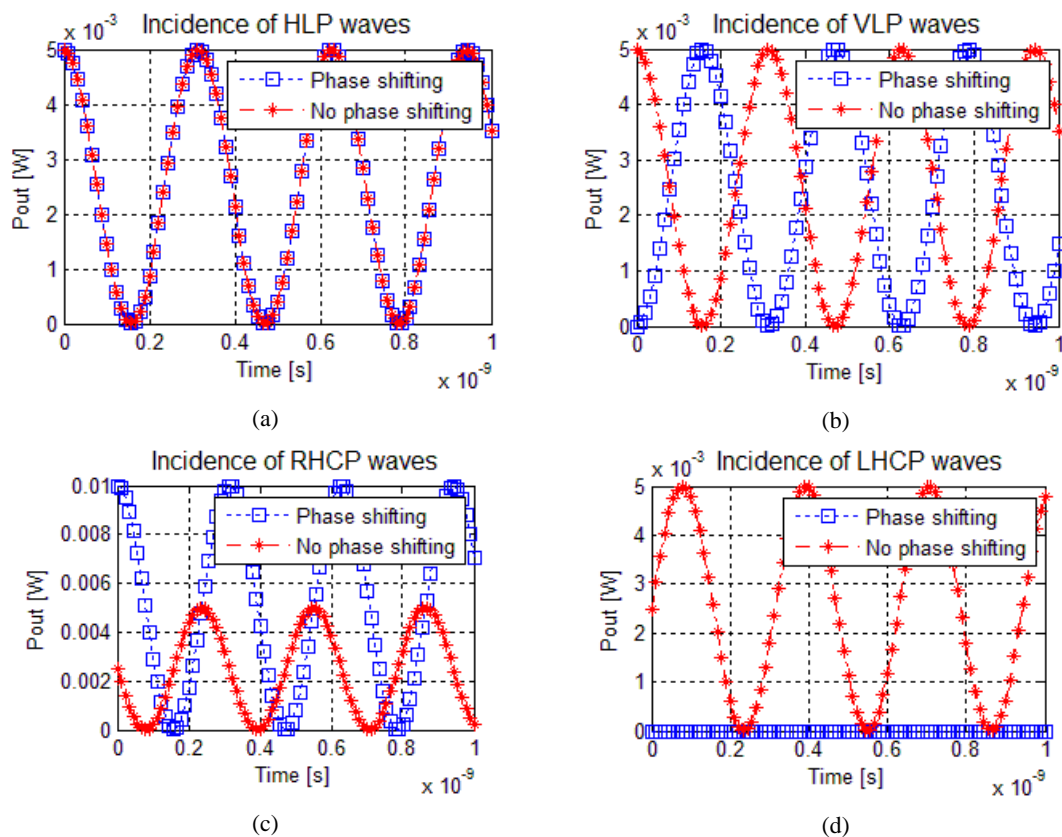 Incidence of HLP waves
x 10⁻³
Pout [W]
5
4
3
2
1
0
Phase shifting
No phase shifting
0 0.2 0.4 0.6 0.8 1
Time [s]
x 10⁻⁹
(a)
Incidence of VLP waves
x 10⁻³
Pout [W]
5
4
3
2
1
0
Phase shifting
No phase shifting
0 0.2 0.4 0.6 0.8 1
Time [s]
x 10⁻⁹
(b)
Incidence of RHCP waves
Pout [W]
0.01
0.008
0.006
0.004
0.002
0
Phase shifting
No phase shifting
0 0.2 0.4 0.6 0.8 1
Time [s]
x 10⁻⁹
(c)
Incidence of LHCP waves
x 10⁻³
Pout [W]
5
4
3
2
1
0
Phase shifting
No phase shifting
0 0.2 0.4 0.6 0.8 1
Time [s]
x 10⁻⁹
(d)